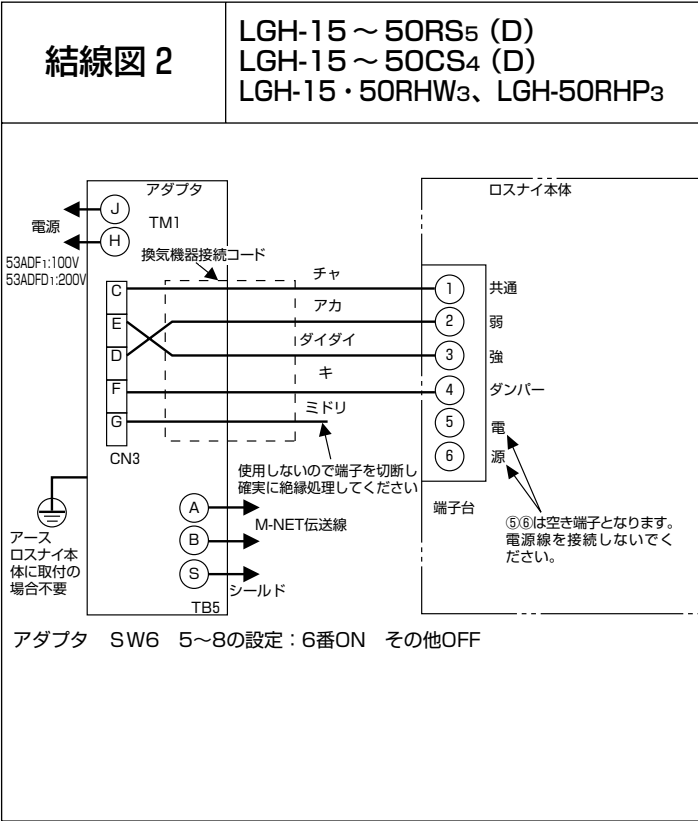 結線図 2
LGH-15～50RS5（D）
LGH-15～50CS4（D）
LGH-15・50RHW3、LGH-50RHP3
アダプタ
ロスナイ本体
J
TM1
電源
H
53ADF1:100V
53ADFD1:200V
換気機器接続コード
C
チャ
1
共通
E
アカ
2
弱
D
ダイダイ
3
強
F
キ
4
ダンパー
G
ミドリ
5
電
6
源
CN3
使用しないので端子を切断し
確実に絶縁処理してください
端子台
⑤⑥は空き端子となります。
電源線を接続しないでく
ださい。
アース
ロスナイ本
体に取付の
場合不要
A
M-NET伝送線
B
S
シールド
TB5
アダプタ　SW6　5～8の設定：6番ON　その他OFF